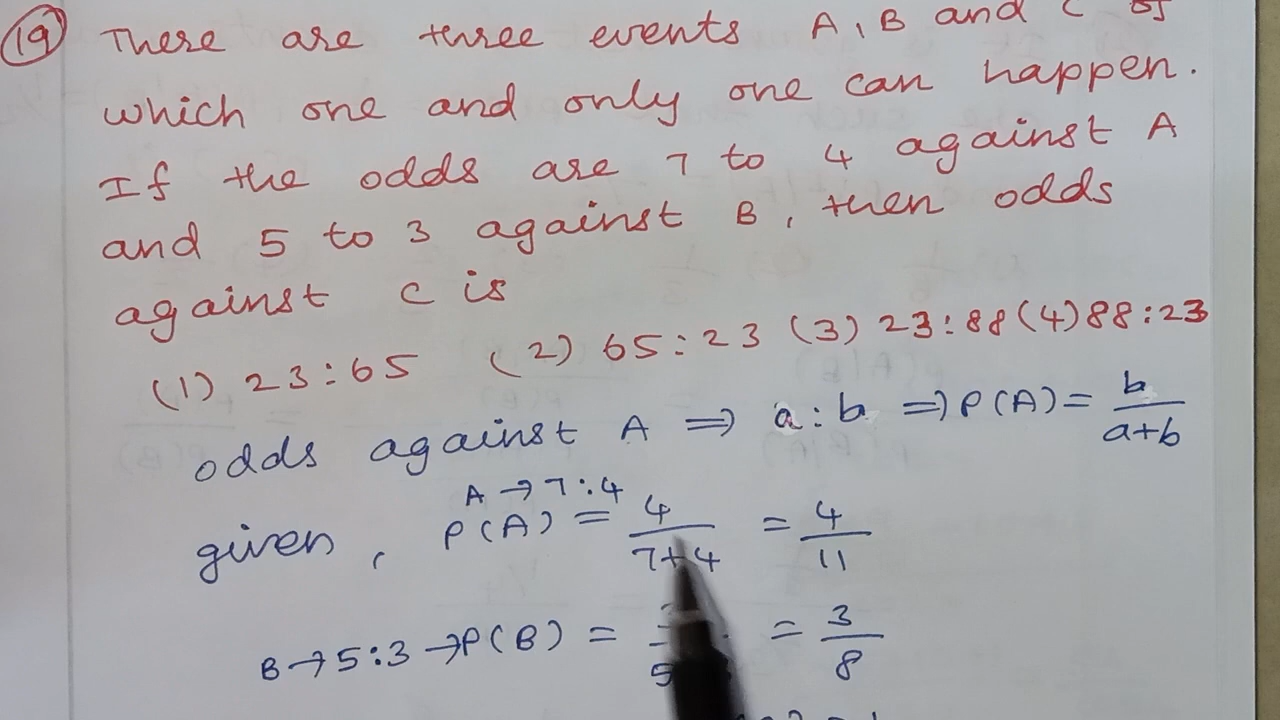 19 There are three events A, B and C of
which one and only one can happen.
If the odds are 7 to 4 against A
and 5 to 3 against B, then odds
against C is
(1) 23:65 (2) 65:23 (3) 23:88 (4) 88:23
odds against A ⇒ a:b ⇒ P(A) = b/a+b
A → 7:4
given, P(A) = 4/7+4 = 4/11
B → 5:3 → P(B) = 3/5 = 3/8